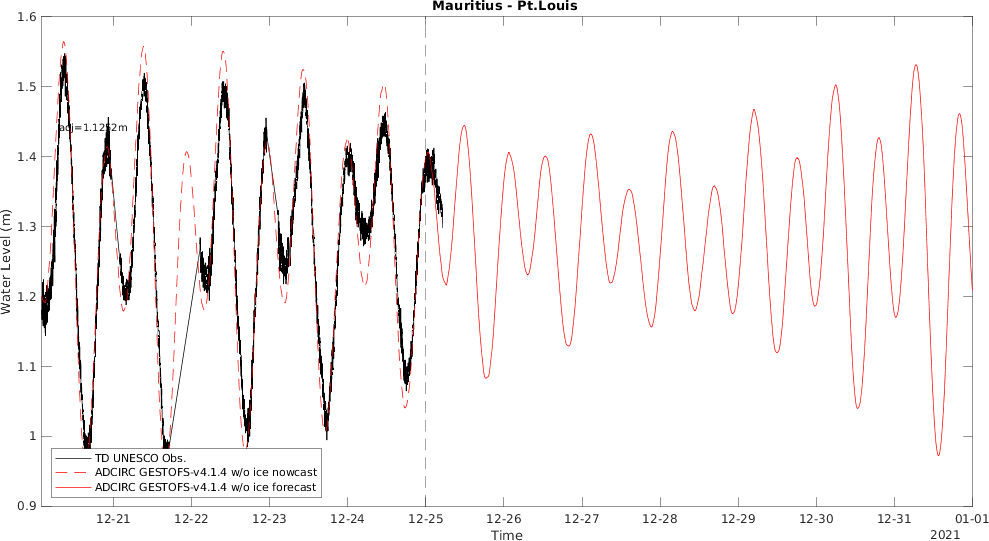 Mauritius - Pt.Louis
1.6
1.5
1.4
1.3
1.2
1.1
1
0.9
Water Level (m)
adj=1.1252m
TD UNESCO Obs.
ADCIRC GESTOFS-v4.1.4 w/o ice nowcast
ADCIRC GESTOFS-v4.1.4 w/o ice forecast
12-21 12-22 12-23 12-24 12-25 12-26 12-27 12-28 12-29 12-30 12-31 01-01
Time
2021